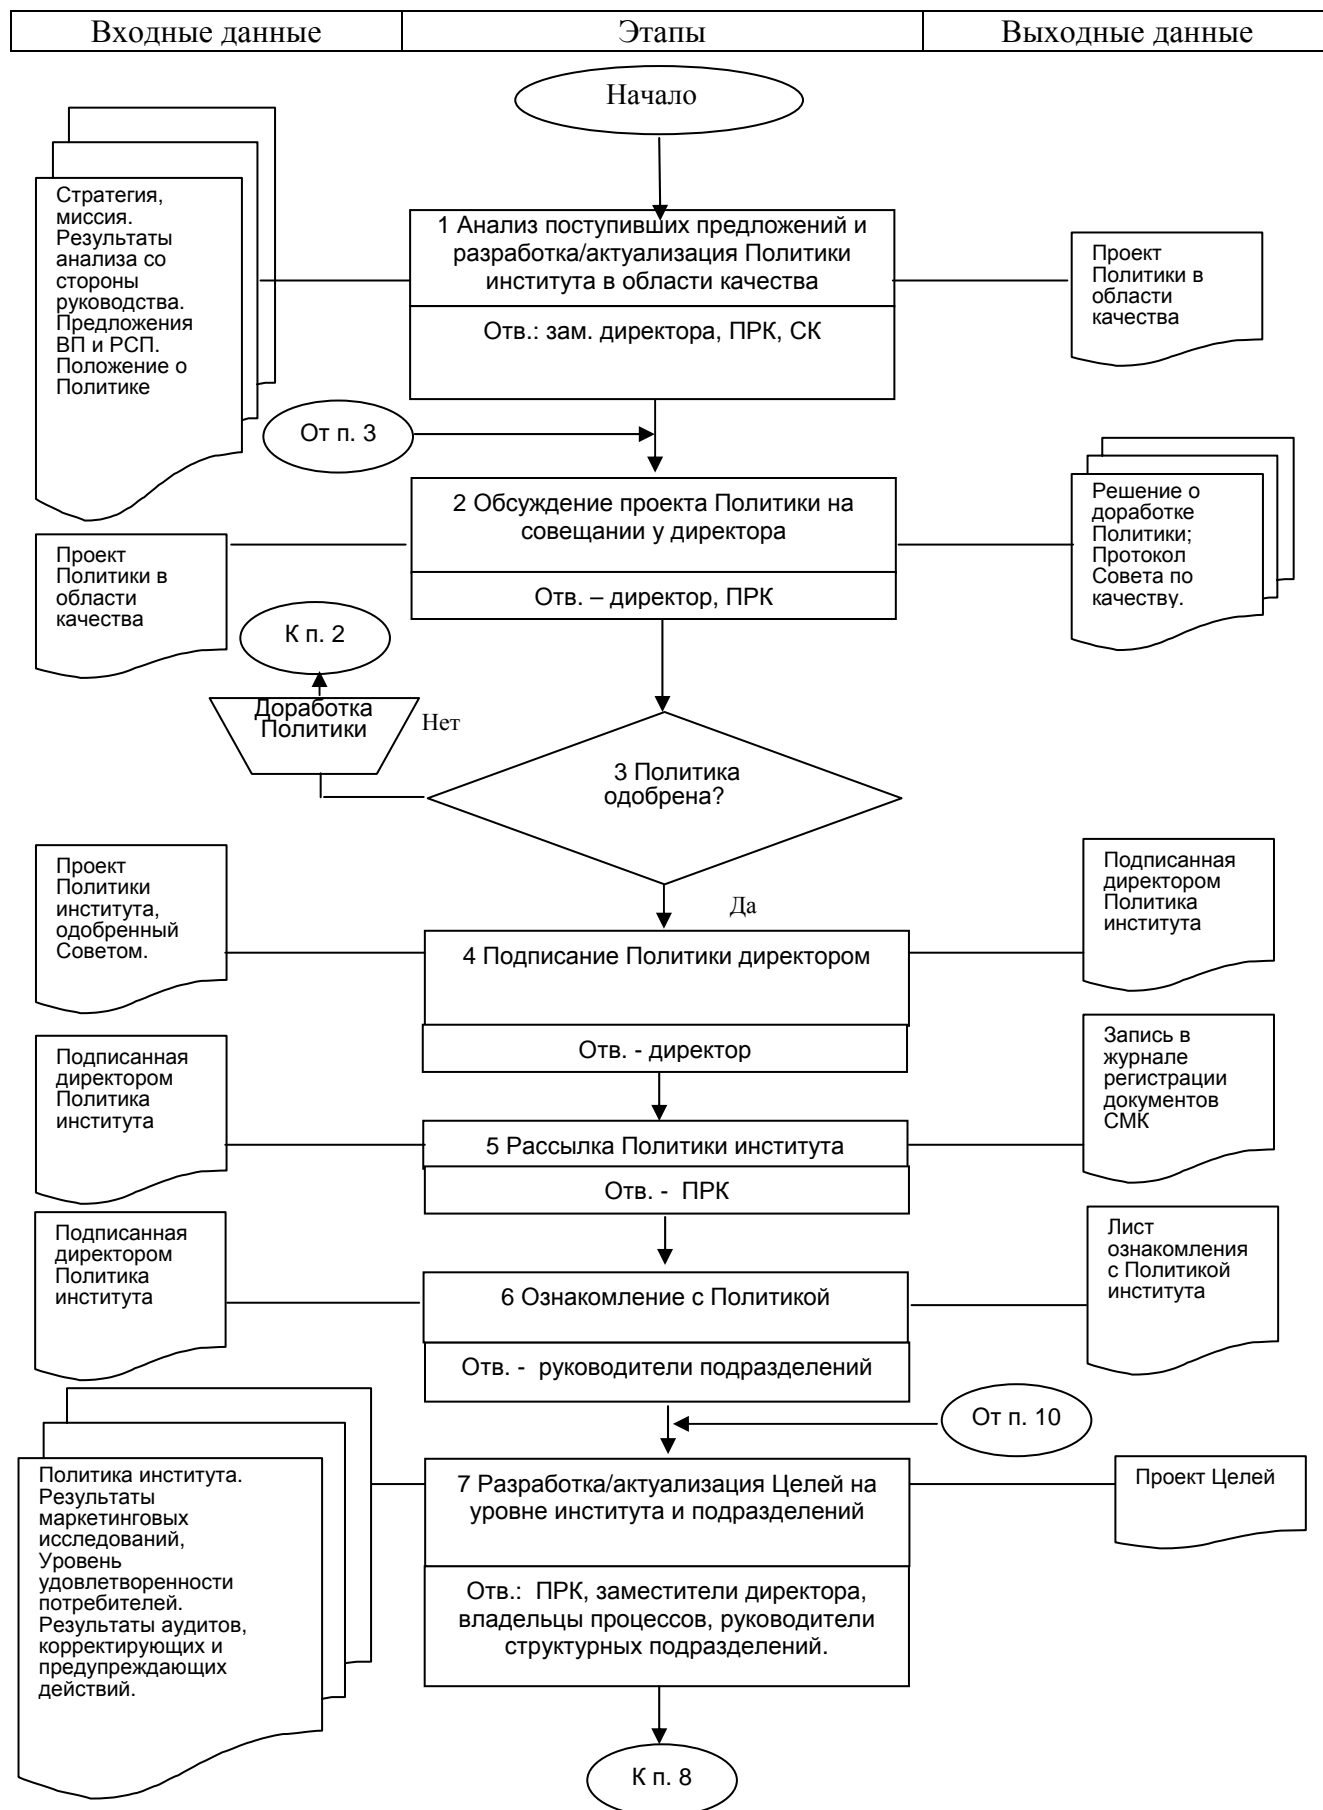 Входные данные
Этапы
Выходные данные
Начало
Стратегия,
миссия.
Результаты
анализа со
стороны
руководства.
Предложения
ВП и РСП.
Положение о
Политике
1 Анализ поступивших предложений и
разработка/актуализация Политики
института в области качества
Отв.: зам. директора, ПРК, СК
Проект
Политики в
области
качества
От п. 3
Проект
Политики в
области
качества
2 Обсуждение проекта Политики на
совещании у директора
Отв. – директор, ПРК
Решение о
доработке
Политики;
Протокол
Совета по
качеству.
К п. 2
Доработка
Политики
Нет
3 Политика
одобрена?
Да
Проект
Политики
института,
одобренный
Советом.
4 Подписание Политики директором
Отв. - директор
Подписанная
директором
Политика
института
Подписанная
директором
Политика
института
5 Рассылка Политики института
Отв. - ПРК
Запись в
журнале
регистрации
документов
СМК
Подписанная
директором
Политика
института
6 Ознакомление с Политикой
Отв. - руководители подразделений
Лист
ознакомления
с Политикой
института
От п. 10
Политика института.
Результаты
маркетинговых
исследований,
Уровень
удовлетворенности
потребителей.
Результаты аудитов,
корректирующих и
предупреждающих
действий.
7 Разработка/актуализация Целей на
уровне института и подразделений
Отв.: ПРК, заместители директора,
владельцы процессов, руководители
структурных подразделений.
Проект Целей
К п. 8